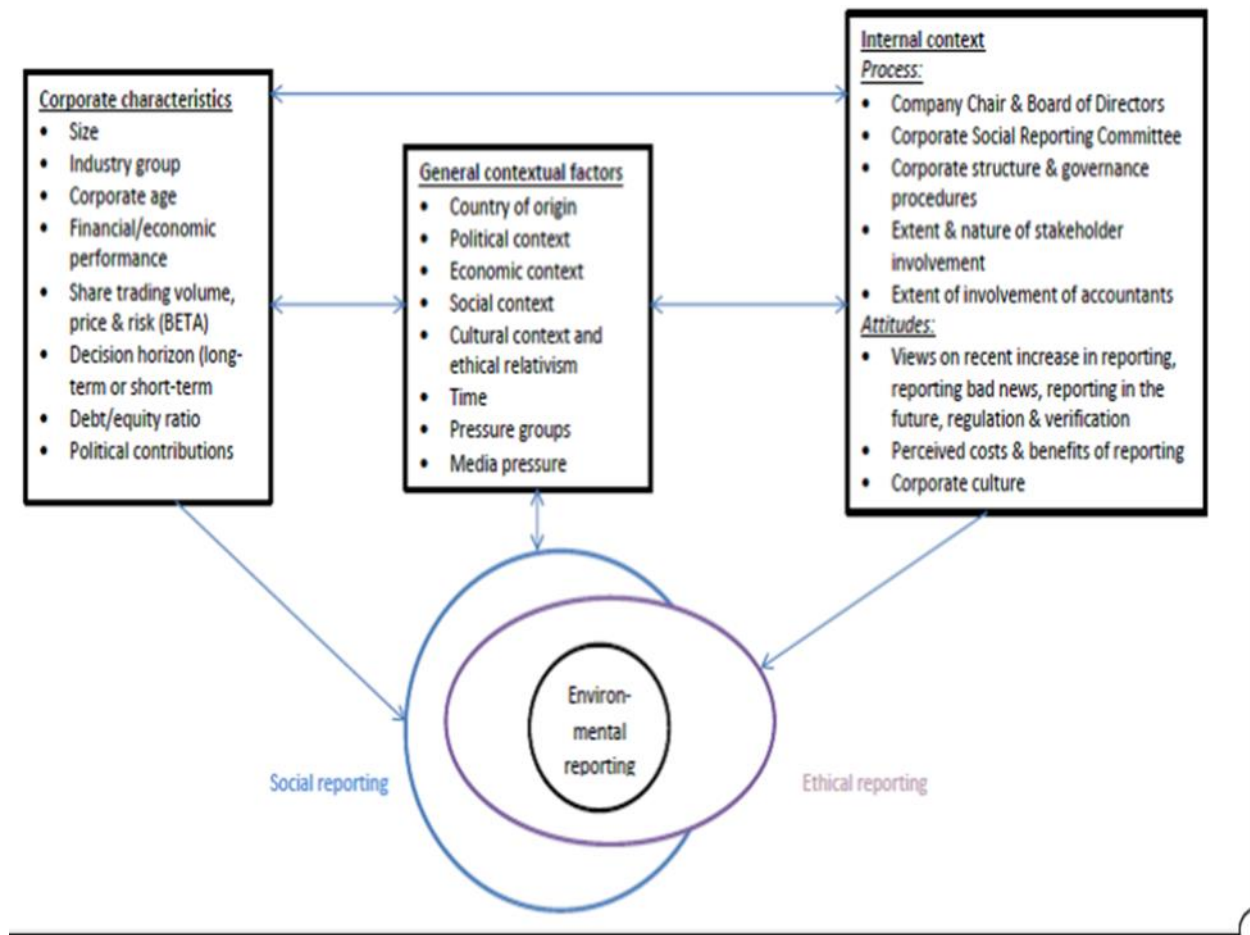 Corporate characteristics
• Size
• Industry group
• Corporate age
• Financial/economic
performance
• Share trading volume,
price & risk (BETA)
• Decision horizon (long-
term or short-term
• Debt/equity ratio
• Political contributions
General contextual factors
• Country of origin
• Political context
• Economic context
• Social context
• Cultural context and
ethical relativism
• Time
• Pressure groups
• Media pressure
Internal context
Process:
• Company Chair & Board of Directors
• Corporate Social Reporting Committee
• Corporate structure & governance
procedures
• Extent & nature of stakeholder
involvement
• Extent of involvement of accountants
Attitudes:
• Views on recent increase in reporting,
reporting bad news, reporting in the
future, regulation & verification
• Perceived costs & benefits of reporting
• Corporate culture
Environ-
mental
reporting
Social reporting
Ethical reporting